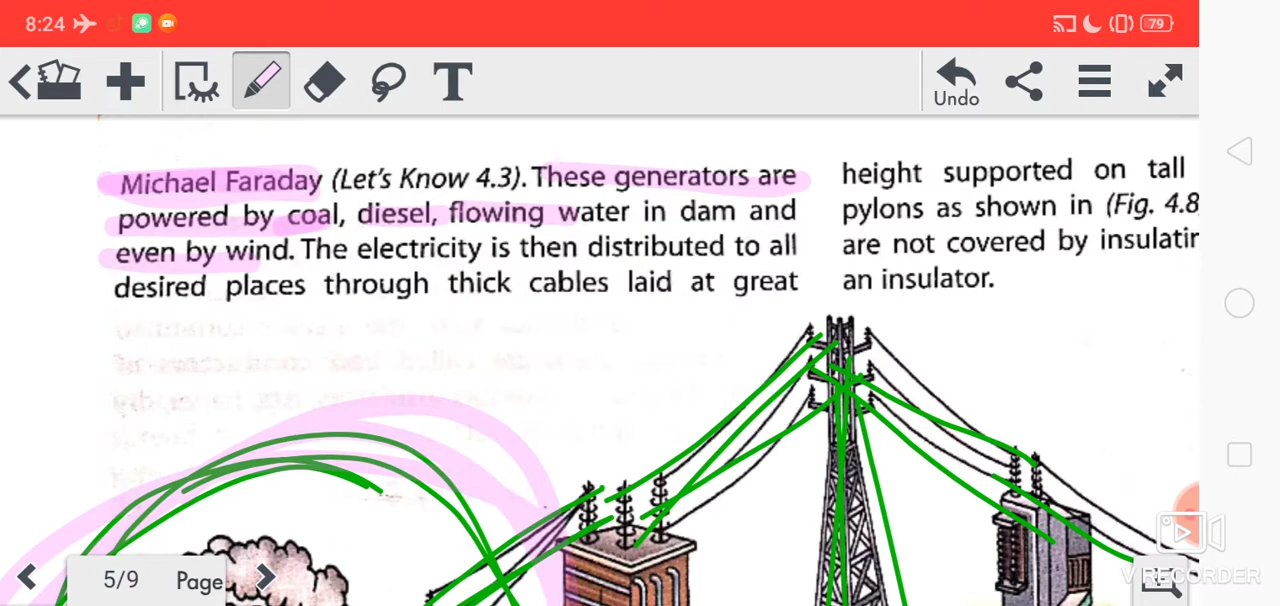 8:24
79
Undo
Michael Faraday (Let's Know 4.3). These generators are
powered by coal, diesel, flowing water in dam and
even by wind. The electricity is then distributed to all
desired places through thick cables laid at great
height supported on tall
pylons as shown in (Fig. 4.8
are not covered by insulatin
an insulator.
5/9 Page
V RECORDER